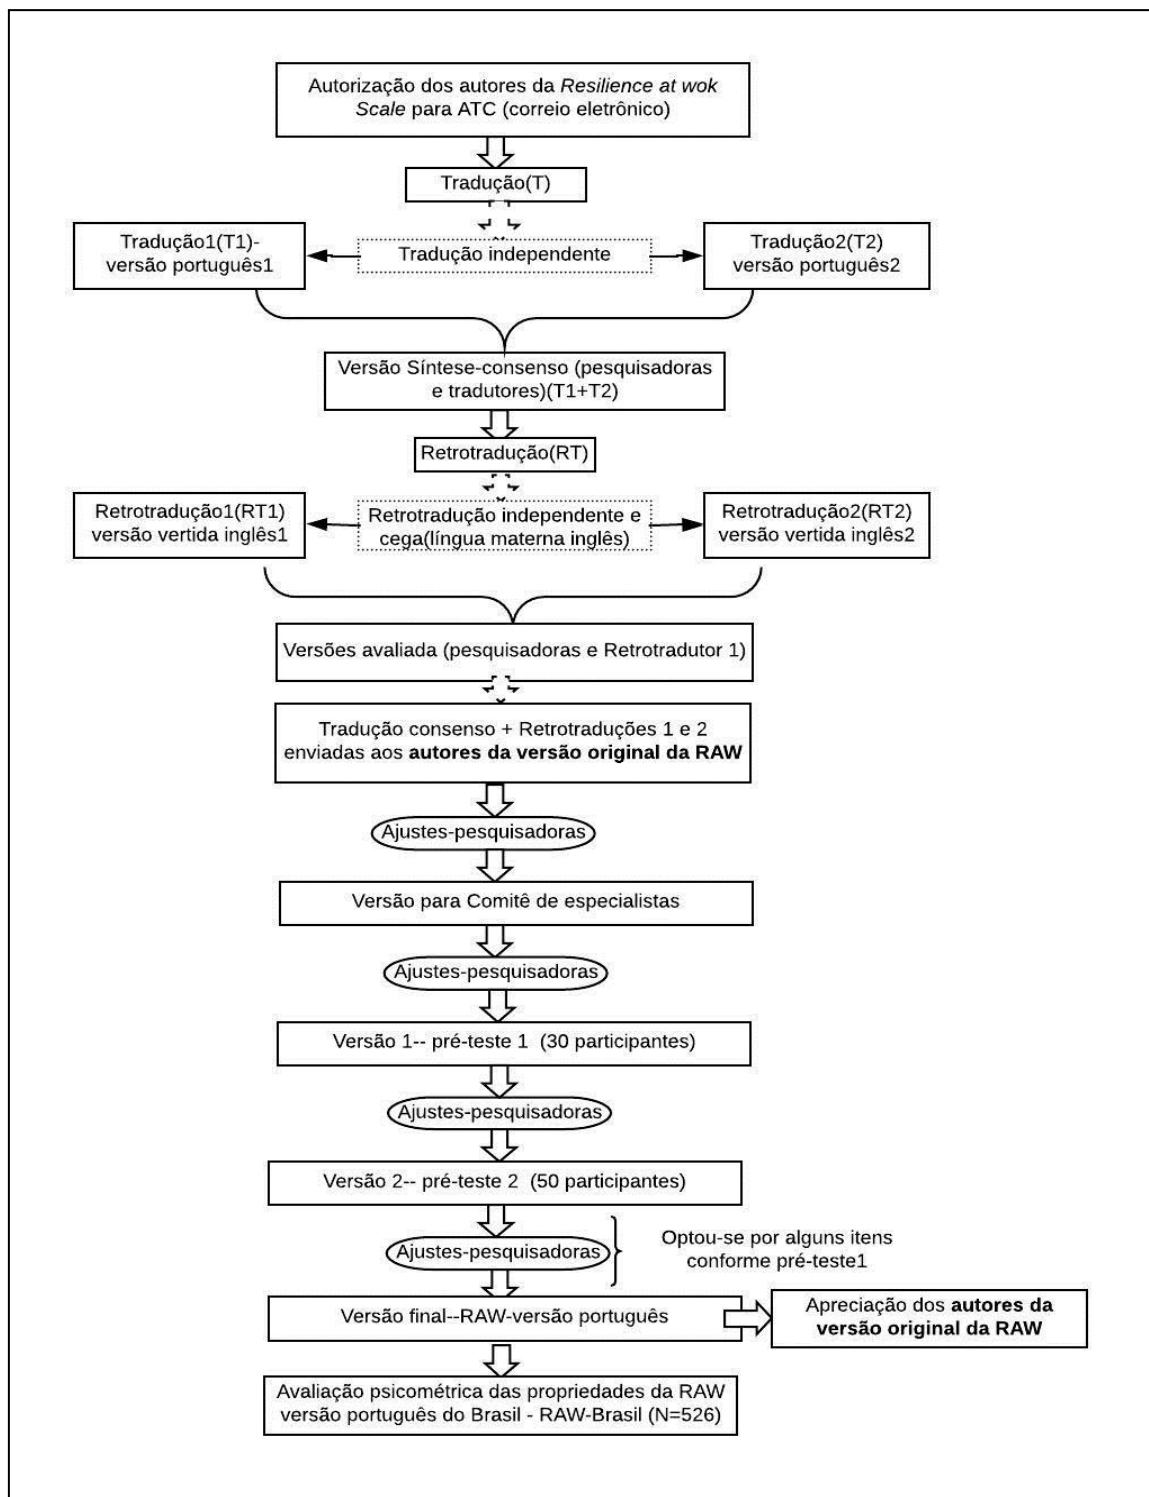 Autorização dos autores da Resilience at wok
Scale para ATC (correio eletrônico)
Tradução(T)
Tradução1(T1)-
versão português1
Tradução independente
Tradução2(T2)
versão português2
Versão Síntese-consenso (pesquisadoras
e tradutores)(T1+T2)
Retrotradução(RT)
Retrotradução1(RT1)
versão vertida inglês1
Retrotradução independente e
cega(língua materna inglês)
Retrotradução2(RT2)
versão vertida inglês2
Versões avaliada (pesquisadoras e Retrotradutor 1)
Tradução consenso + Retrotraduções 1 e 2
enviadas aos autores da versão original da RAW
Ajustes-pesquisadoras
Versão para Comitê de especialistas
Ajustes-pesquisadoras
Versão 1-- pré-teste 1 (30 participantes)
Ajustes-pesquisadoras
Versão 2-- pré-teste 2 (50 participantes)
Ajustes-pesquisadoras
Optou-se por alguns itens
conforme pré-teste1
Versão final--RAW-versão português
Apreciação dos autores da
versão original da RAW
Avaliação psicométrica das propriedades da RAW
versão português do Brasil - RAW-Brasil (N=526)